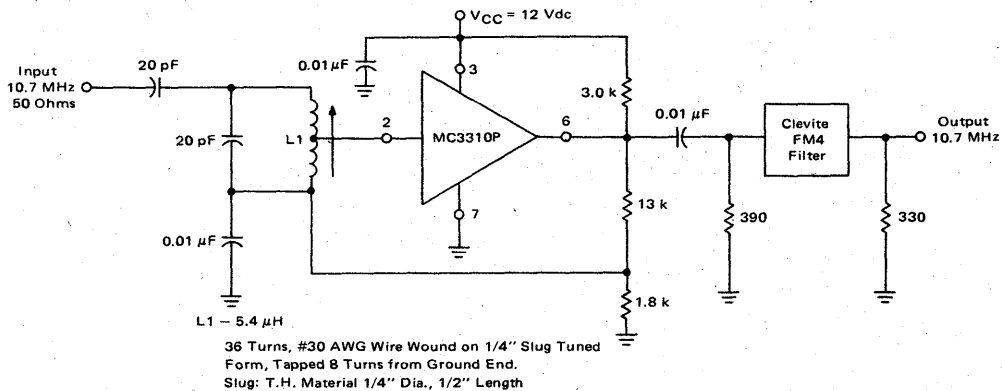 VCC = 12 Vdc
Input
10.7 MHz
50 Ohms
20 pF
0.01 µF
3
3.0 k
20 pF
L1
2
MC3310P
6
0.01 µF
Clevite
FM4
Filter
Output
10.7 MHz
7
13 k
390
330
0.01 µF
1.8 k
L1 – 5.4 µH
36 Turns, #30 AWG Wire Wound on 1/4" Slug Tuned
Form, Tapped 8 Turns from Ground End.
Slug: T.H. Material 1/4" Dia., 1/2" Length